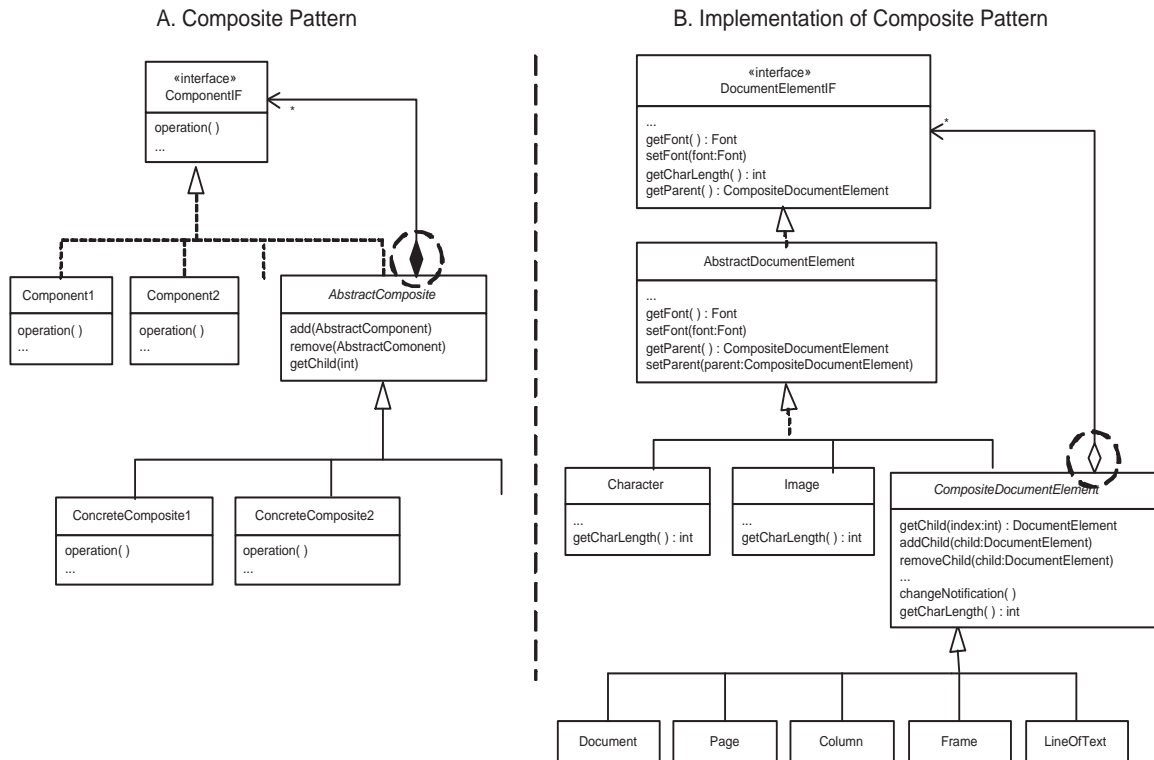 A. Composite Pattern
«interface»
ComponentIF
operation( )
...
*
Component1
operation( )
...
Component2
operation( )
...
AbstractComposite
add(AbstractComponent)
remove(AbstractComonent)
getChild(int)
ConcreteComposite1
operation( )
...
ConcreteComposite2
operation( )
...
B. Implementation of Composite Pattern
«interface»
DocumentElementIF
...
getFont( ) : Font
setFont(font:Font)
getCharLength( ) : int
getParent( ) : CompositeDocumentElement
*
AbstractDocumentElement
...
getFont( ) : Font
setFont(font:Font)
getParent( ) : CompositeDocumentElement
setParent(parent:CompositeDocumentElement)
Character
...
getCharLength( ) : int
Image
...
getCharLength( ) : int
CompositeDocumentElement
getChild(index:int) : DocumentElement
addChild(child:DocumentElement)
removeChild(child:DocumentElement)
...
changeNotification( )
getCharLength( ) : int
Document
Page
Column
Frame
LineOfText